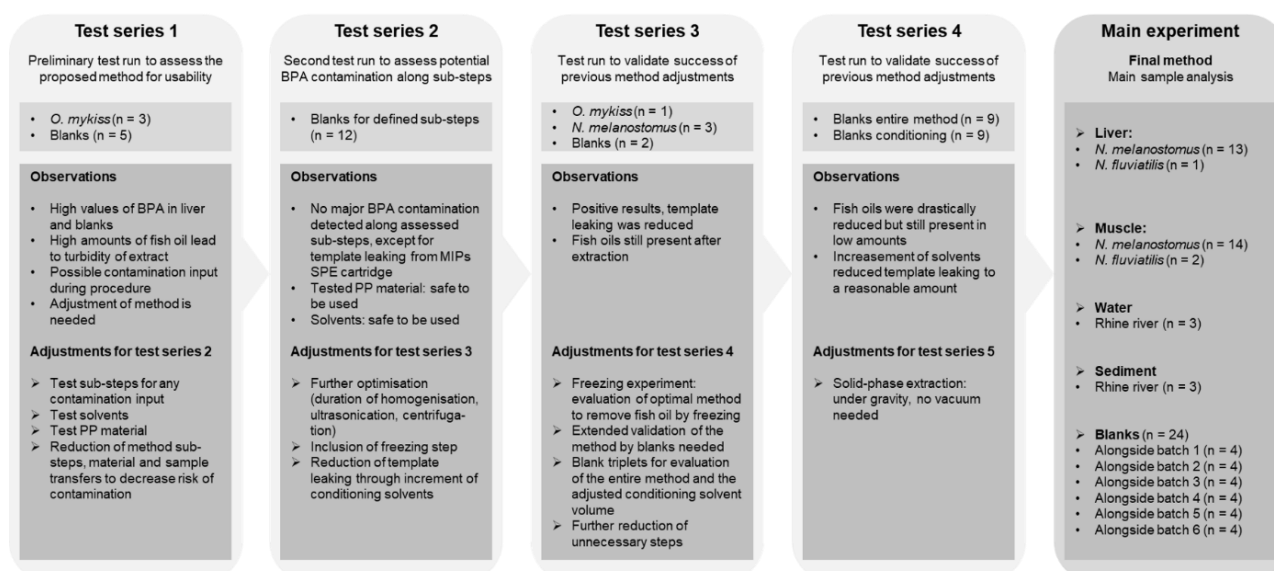 Test series 1
Preliminary test run to assess the
proposed method for usability
• O. mykiss (n = 3)
• Blanks (n = 5)
Observations
• High values of BPA in liver
and blanks
• High amounts of fish oil lead
to turbidity of extract
• Possible contamination input
during procedure
• Adjustment of method is
needed
Adjustments for test series 2
➢ Test sub-steps for any
contamination input
➢ Test solvents
➢ Test PP material
➢ Reduction of method sub-
steps, material and sample
transfers to decrease risk of
contamination
Test series 2
Second test run to assess potential
BPA contamination along sub-steps
• Blanks for defined sub-steps
(n = 12)
Observations
• No major BPA contamination
detected along assessed
sub-steps, except for
template leaking from MIPs
SPE cartridge
• Tested PP material: safe to
be used
• Solvents: safe to be used
Adjustments for test series 3
➢ Further optimisation
(duration of homogenisation,
ultrasonication, centrifuga-
tion)
➢ Inclusion of freezing step
➢ Reduction of template
leaking through increment of
conditioning solvents
Test series 3
Test run to validate success of
previous method adjustments
• O. mykiss (n = 1)
• N. melanostomus (n = 3)
• Blanks (n = 2)
Observations
• Positive results, template
leaking was reduced
• Fish oils still present after
extraction
Adjustments for test series 4
➢ Freezing experiment:
evaluation of optimal method
to remove fish oil by freezing
➢ Extended validation of the
method by blanks needed
➢ Blank triplets for evaluation
of the entire method and the
adjusted conditioning solvent
volume
➢ Further reduction of
unnecessary steps
Test series 4
Test run to validate success of
previous method adjustments
• Blanks entire method (n = 9)
• Blanks conditioning (n = 9)
Observations
• Fish oils were drastically
reduced but still present in
low amounts
• Increasement of solvents
reduced template leaking to
a reasonable amount
Adjustments for test series 5
➢ Solid-phase extraction:
under gravity, no vacuum
needed
Main experiment
Final method
Main sample analysis
➢ Liver:
• N. melanostomus (n = 13)
• N. fluviatilis (n = 1)
➢ Muscle:
• N. melanostomus (n = 14)
• N. fluviatilis (n = 2)
➢ Water
• Rhine river (n = 3)
➢ Sediment
• Rhine river (n = 3)
➢ Blanks (n = 24)
• Alongside batch 1 (n = 4)
• Alongside batch 2 (n = 4)
• Alongside batch 3 (n = 4)
• Alongside batch 4 (n = 4)
• Alongside batch 5 (n = 4)
• Alongside batch 6 (n = 4)